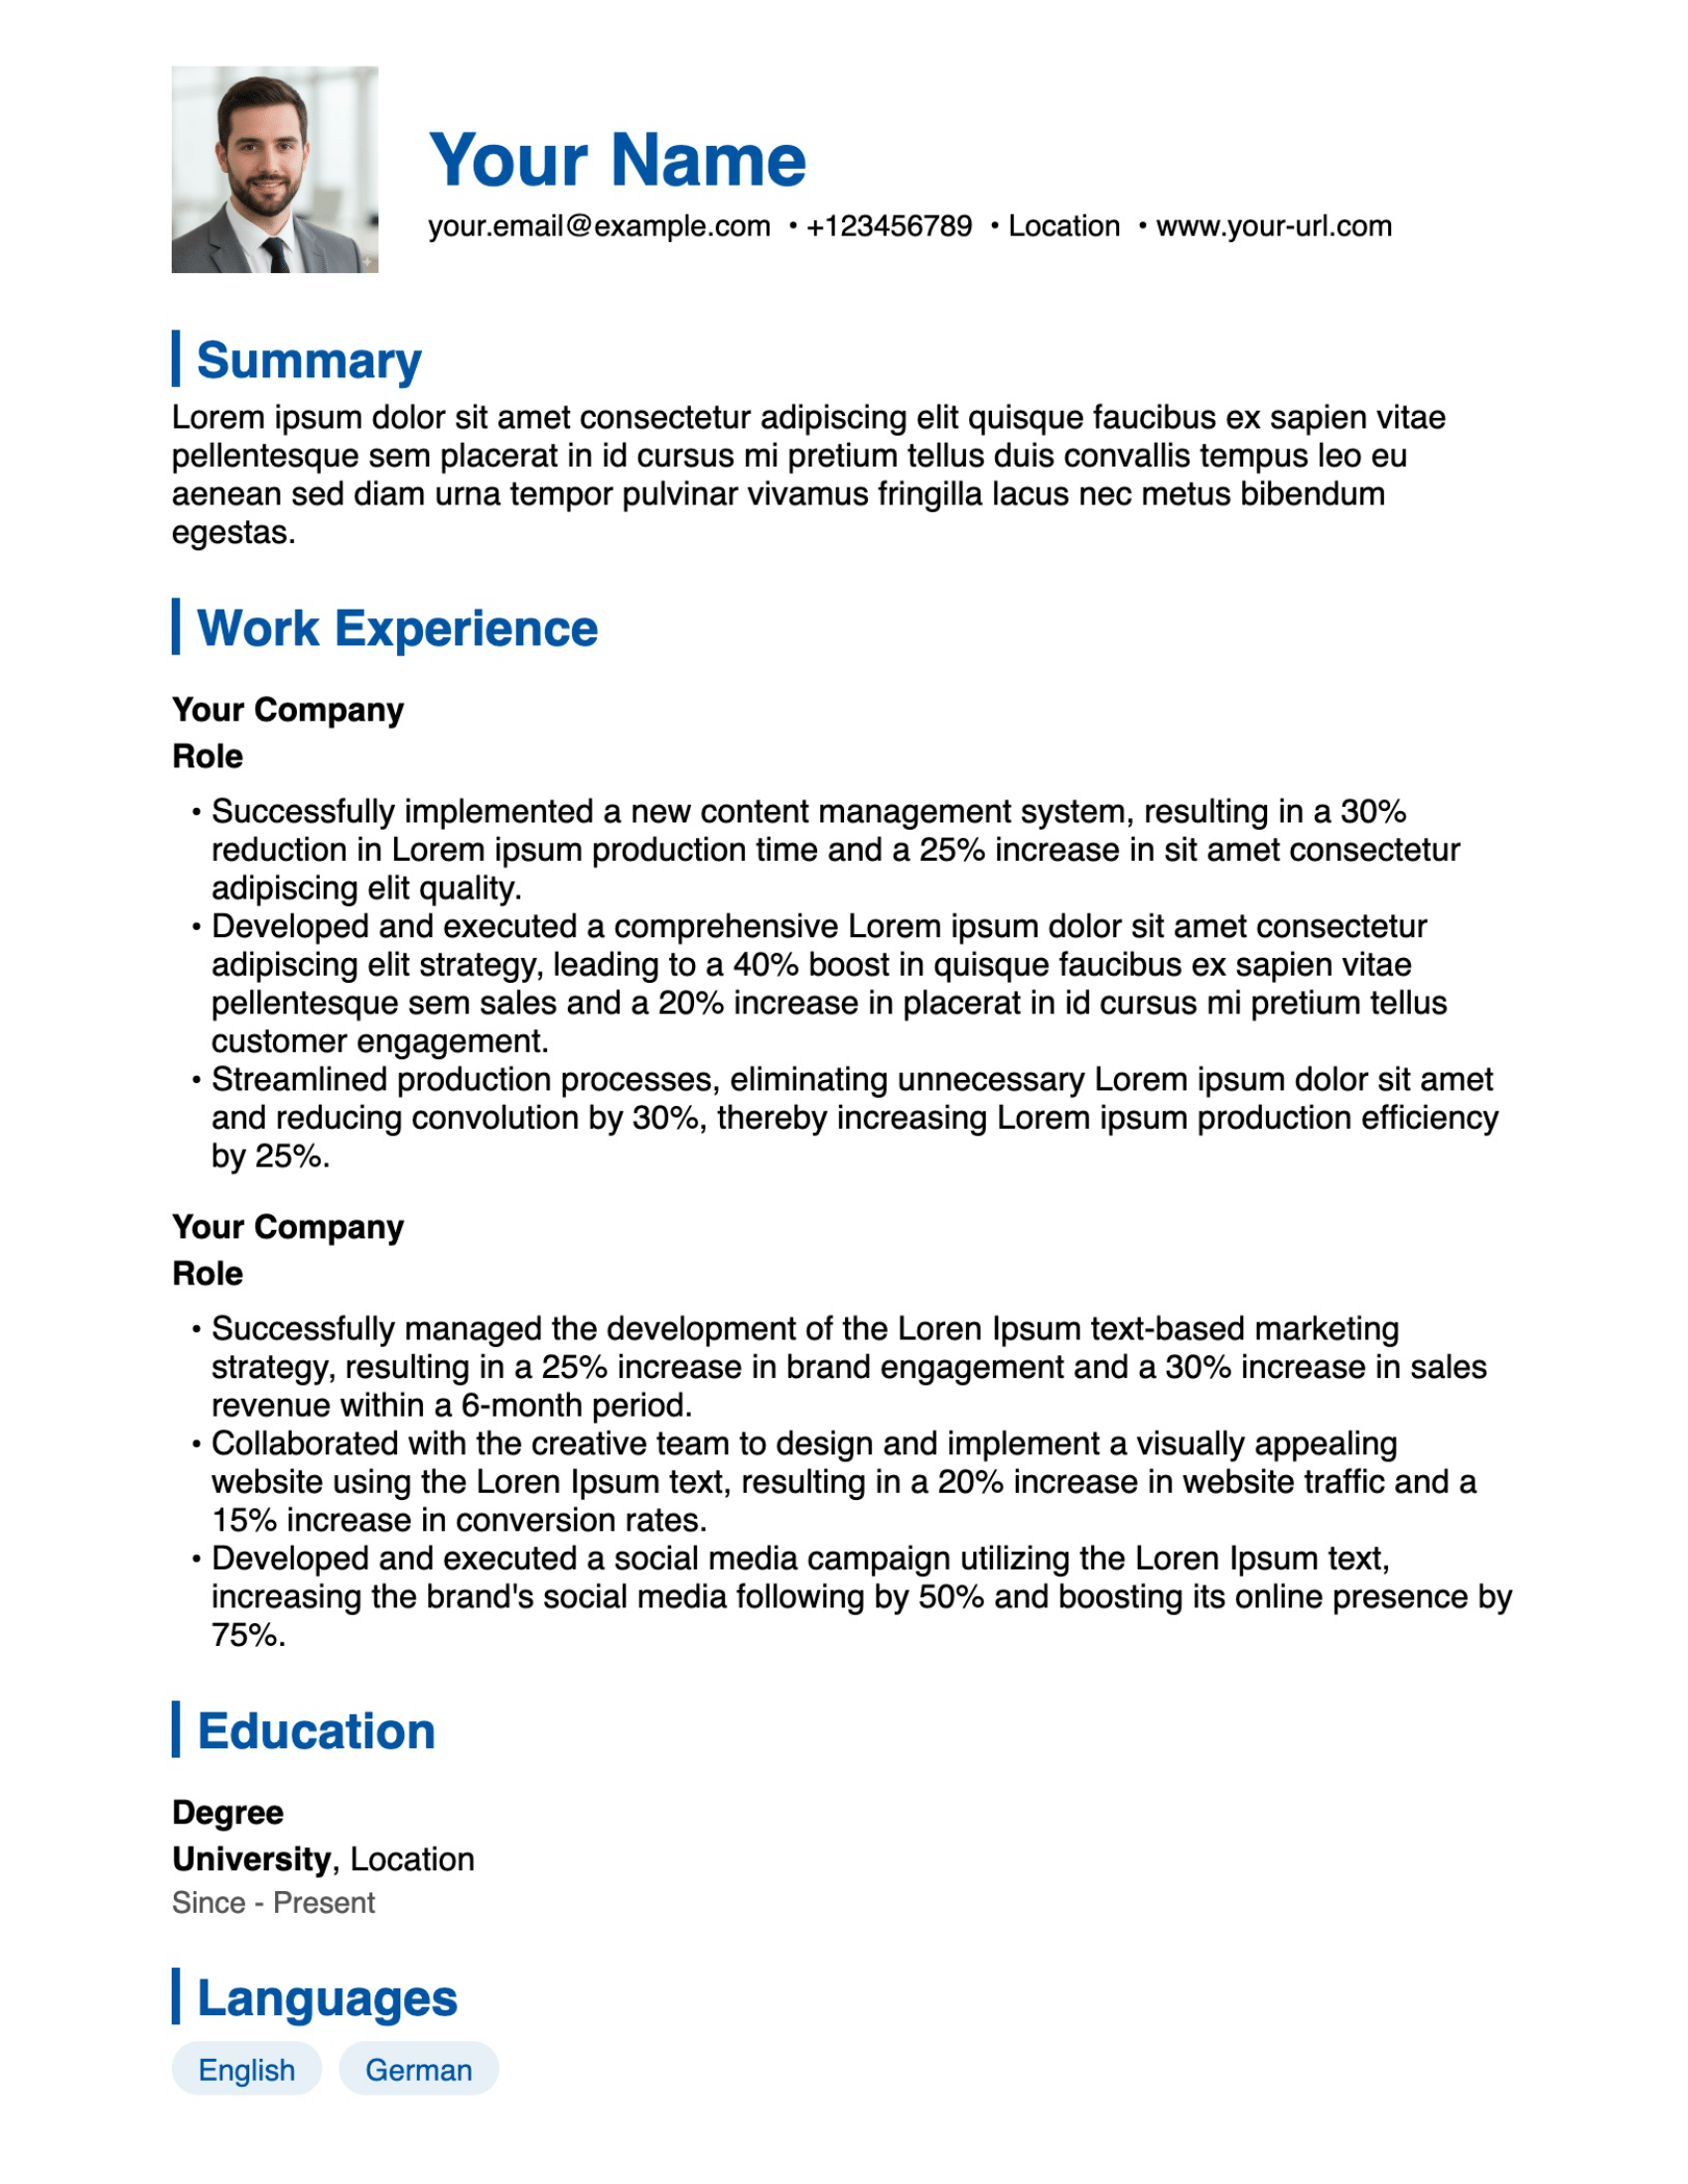 Your Name
your.email@example.com • +123456789 • Location • www.your-url.com
Summary
Lorem ipsum dolor sit amet consectetur adipiscing elit quisque faucibus ex sapien vitae
pellentesque sem placerat in id cursus mi pretium tellus duis convallis tempus leo eu
aenean sed diam urna tempor pulvinar vivamus fringilla lacus nec metus bibendum
egestas.
Work Experience
Your Company
Role
• Successfully implemented a new content management system, resulting in a 30%
reduction in Lorem ipsum production time and a 25% increase in sit amet consectetur
adipiscing elit quality.
• Developed and executed a comprehensive Lorem ipsum dolor sit amet consectetur
adipiscing elit strategy, leading to a 40% boost in quisque faucibus ex sapien vitae
pellentesque sem sales and a 20% increase in placerat in id cursus mi pretium tellus
customer engagement.
• Streamlined production processes, eliminating unnecessary Lorem ipsum dolor sit amet
and reducing convolution by 30%, thereby increasing Lorem ipsum production efficiency
by 25%.
Your Company
Role
• Successfully managed the development of the Loren Ipsum text-based marketing
strategy, resulting in a 25% increase in brand engagement and a 30% increase in sales
revenue within a 6-month period.
• Collaborated with the creative team to design and implement a visually appealing
website using the Loren Ipsum text, resulting in a 20% increase in website traffic and a
15% increase in conversion rates.
• Developed and executed a social media campaign utilizing the Loren Ipsum text,
increasing the brand's social media following by 50% and boosting its online presence by
75%.
Education
Degree
University, Location
Since - Present
Languages
English German